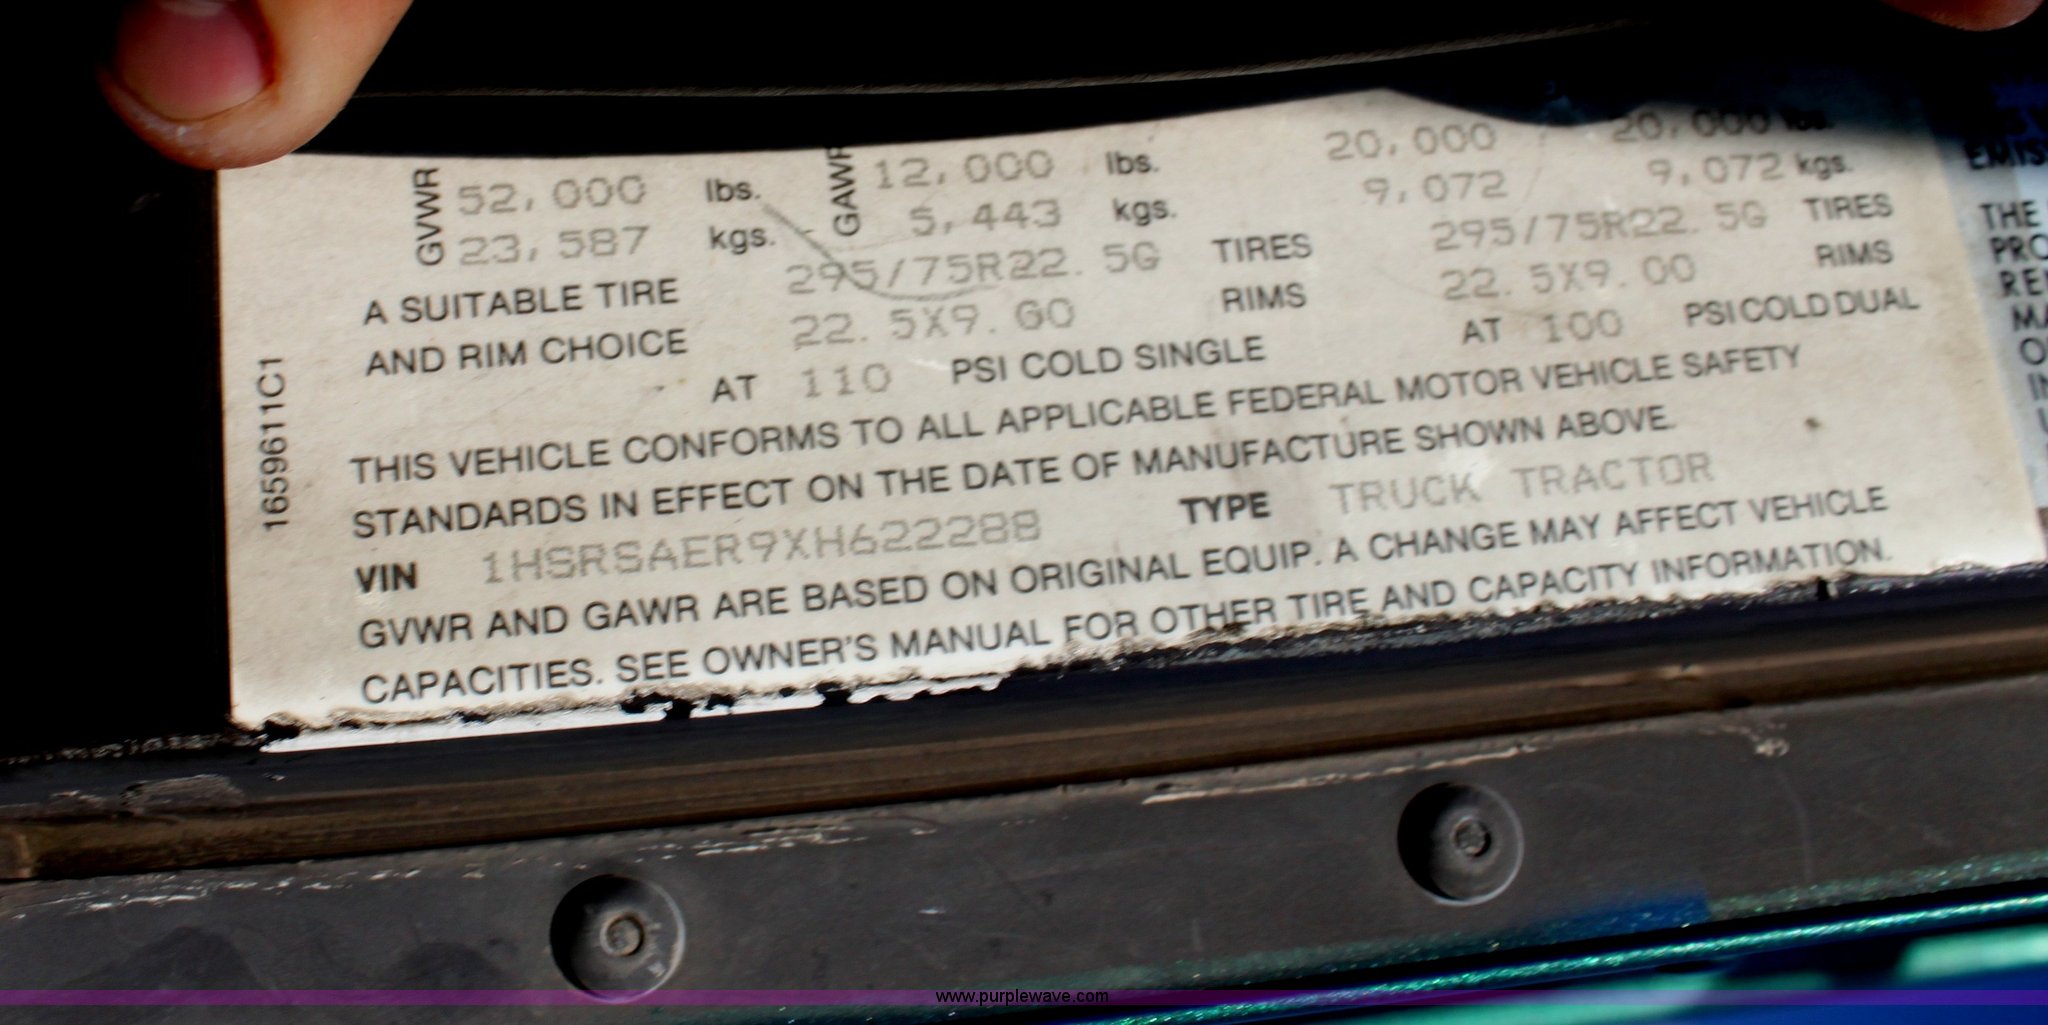 GVWR 52,000 lbs. GAWR 12,000 lbs. 20,000 20,000 lbs.
23,587 kgs. 5,443 kgs. 9,072 9,072 kgs.
A SUITABLE TIRE 295/75R22.5G TIRES 295/75R22.5G TIRES
AND RIM CHOICE 22.5X9.00 RIMS 22.5X9.00 RIMS
AT 110 PSI COLD SINGLE AT 100 PSI COLD DUAL
THIS VEHICLE CONFORMS TO ALL APPLICABLE FEDERAL MOTOR VEHICLE SAFETY
STANDARDS IN EFFECT ON THE DATE OF MANUFACTURE SHOWN ABOVE.
VIN 1HSRSAER9XH622288 TYPE TRUCK TRACTOR
GVWR AND GAWR ARE BASED ON ORIGINAL EQUIP. A CHANGE MAY AFFECT VEHICLE
CAPACITIES. SEE OWNER'S MANUAL FOR OTHER TIRE AND CAPACITY INFORMATION.
1659611C1
THE
www.purplewave.com